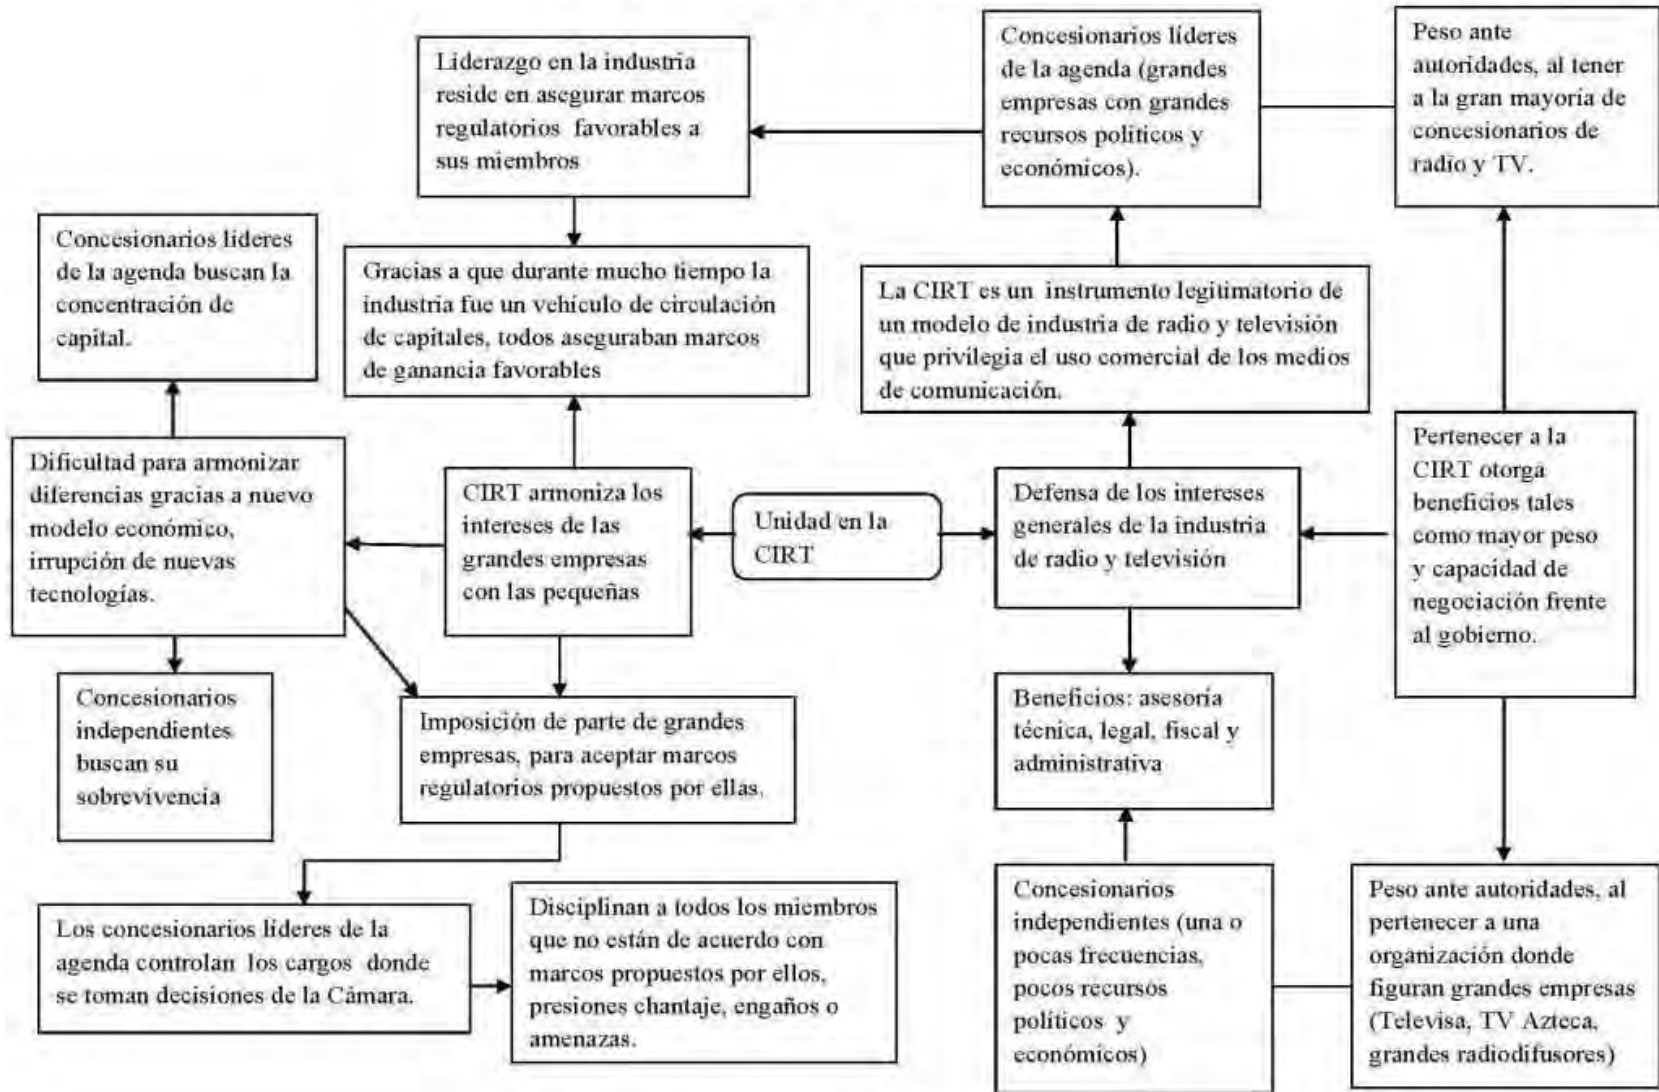 Liderazgo en la industria
reside en asegurar marcos
regulatorios favorables a
sus miembros
Concesionarios líderes
de la agenda (grandes
empresas con grandes
recursos políticos y
económicos).
Peso ante
autoridades, al tener
a la gran mayoría de
concesionarios de
radio y TV.
Concesionarios líderes
de la agenda buscan la
concentración de
capital.
Gracias a que durante mucho tiempo la
industria fue un vehículo de circulación
de capitales, todos aseguraban marcos
de ganancia favorables
La CIRT es un instrumento legitimatorio de
un modelo de industria de radio y televisión
que privilegia el uso comercial de los medios
de comunicación.
Dificultad para armonizar
diferencias gracias a nuevo
modelo económico,
irrupción de nuevas
tecnologías.
CIRT armoniza los
intereses de las
grandes empresas
con las pequeñas
Unidad en la
CIRT
Defensa de los intereses
generales de la industria
de radio y televisión
Pertenecer a la
CIRT otorga
beneficios tales
como mayor peso
y capacidad de
negociación frente
al gobierno.
Concesionarios
independientes
buscan su
sobrevivencia
Imposición de parte de grandes
empresas, para aceptar marcos
regulatorios propuestos por ellas.
Beneficios: asesoría
técnica, legal, fiscal y
administrativa
Los concesionarios líderes de la
agenda controlan los cargos donde
se toman decisiones de la Cámara.
Disciplinan a todos los miembros
que no están de acuerdo con
marcos propuestos por ellos,
presiones chantaje, engaños o
amenazas.
Concesionarios
independientes (una o
pocas frecuencias,
pocos recursos
políticos y
económicos)
Peso ante autoridades, al
pertenecer a una
organización donde
figuran grandes empresas
(Televisa, TV Azteca,
grandes radiodifusores)